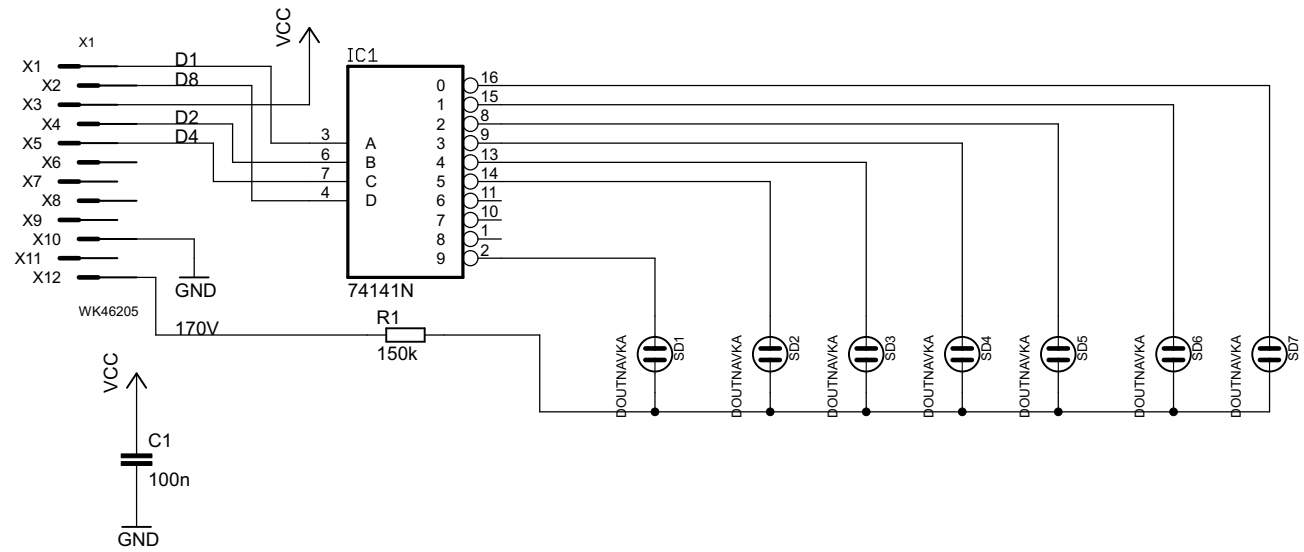 X1
X1
X2
X3
X4
X5
X6
X7
X8
X9
X10
X11
X12
WK46205
D1
D8
D2
D4
VCC
GND
170V
IC1
3
6
7
4
A
B
C
D
0
1
2
3
4
5
6
7
8
9
16
15
8
9
13
14
11
10
1
2
74141N
R1
150k
DOUTNAVKA
SD1
DOUTNAVKA
SD2
DOUTNAVKA
SD3
DOUTNAVKA
SD4
DOUTNAVKA
SD5
DOUTNAVKA
SD6
DOUTNAVKA
SD7
VCC
C1
100n
GND